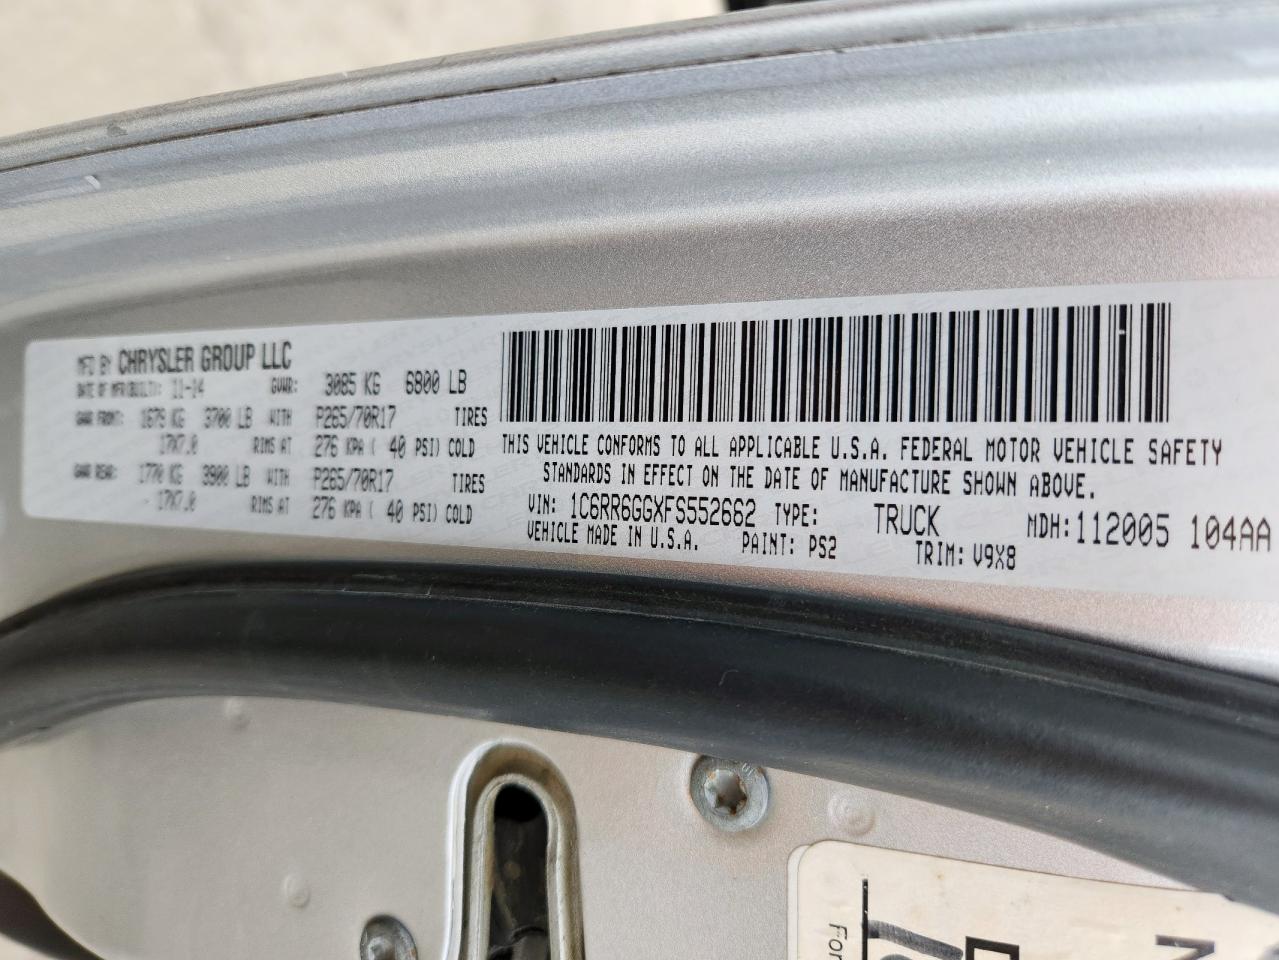 MFD BY CHRYSLER GROUP LLC
DATE OF MFR(BUILT): 11-14 GVWR: 3085 KG 6800 LB
GAWR FRONT: 1679 KG 3700 LB WITH P265/70R17 TIRES
17X7.0 RIMS AT 276 KPA ( 40 PSI) COLD
GAWR REAR: 1770 KG 3900 LB WITH P265/70R17 TIRES
17X7.0 RIMS AT 276 KPA ( 40 PSI) COLD
THIS VEHICLE CONFORMS TO ALL APPLICABLE U.S.A. FEDERAL MOTOR VEHICLE SAFETY
STANDARDS IN EFFECT ON THE DATE OF MANUFACTURE SHOWN ABOVE.
VIN: 1C6RR6GGXFS552662 TYPE: TRUCK MDH:112005 104AA
VEHICLE MADE IN U.S.A. PAINT: PS2 TRIM: V9X8
For